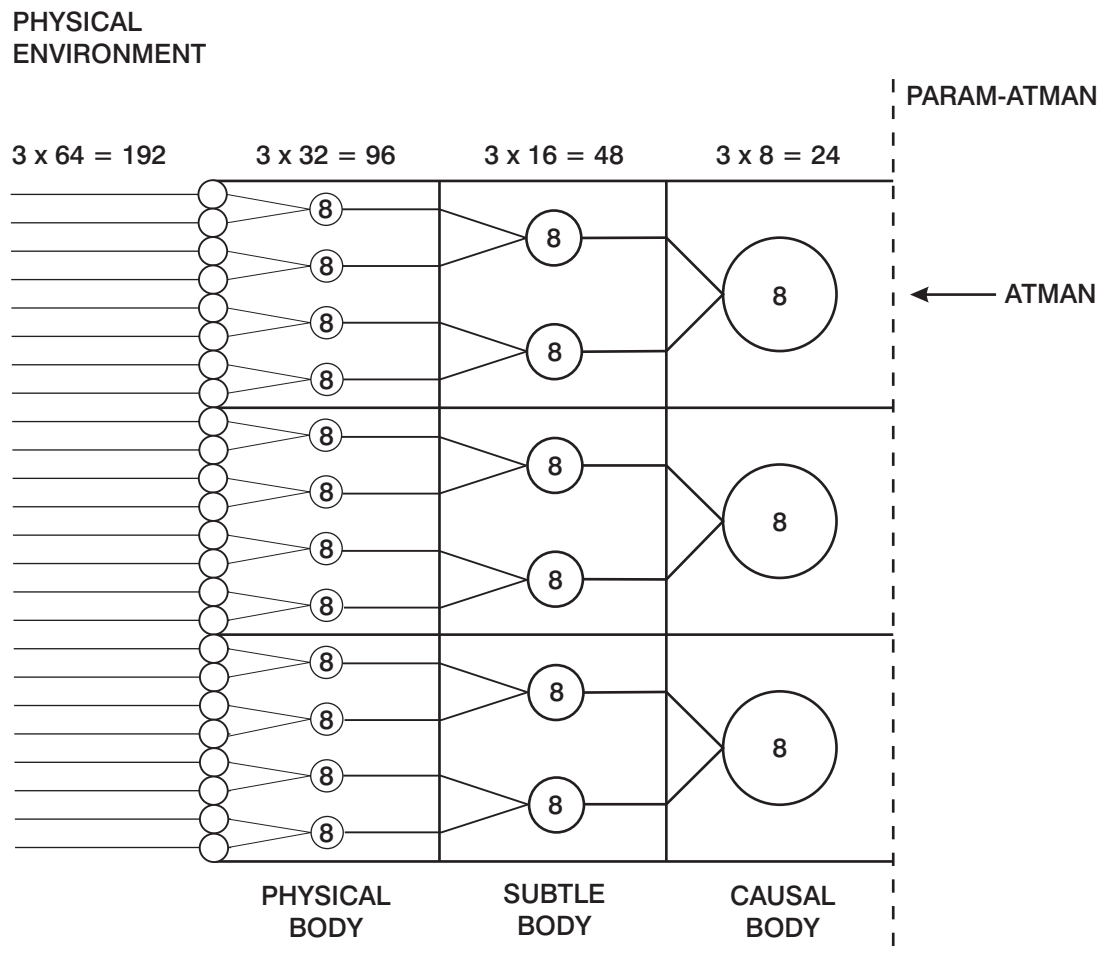 PHYSICAL
ENVIRONMENT
PARAM-ATMAN
3 x 64 = 192
3 x 32 = 96
3 x 16 = 48
3 x 8 = 24
8
8
8
8
8
8
8
ATMAN
8
8
8
8
8
8
8
8
8
8
8
8
8
8
PHYSICAL
BODY
SUBTLE
BODY
CAUSAL
BODY